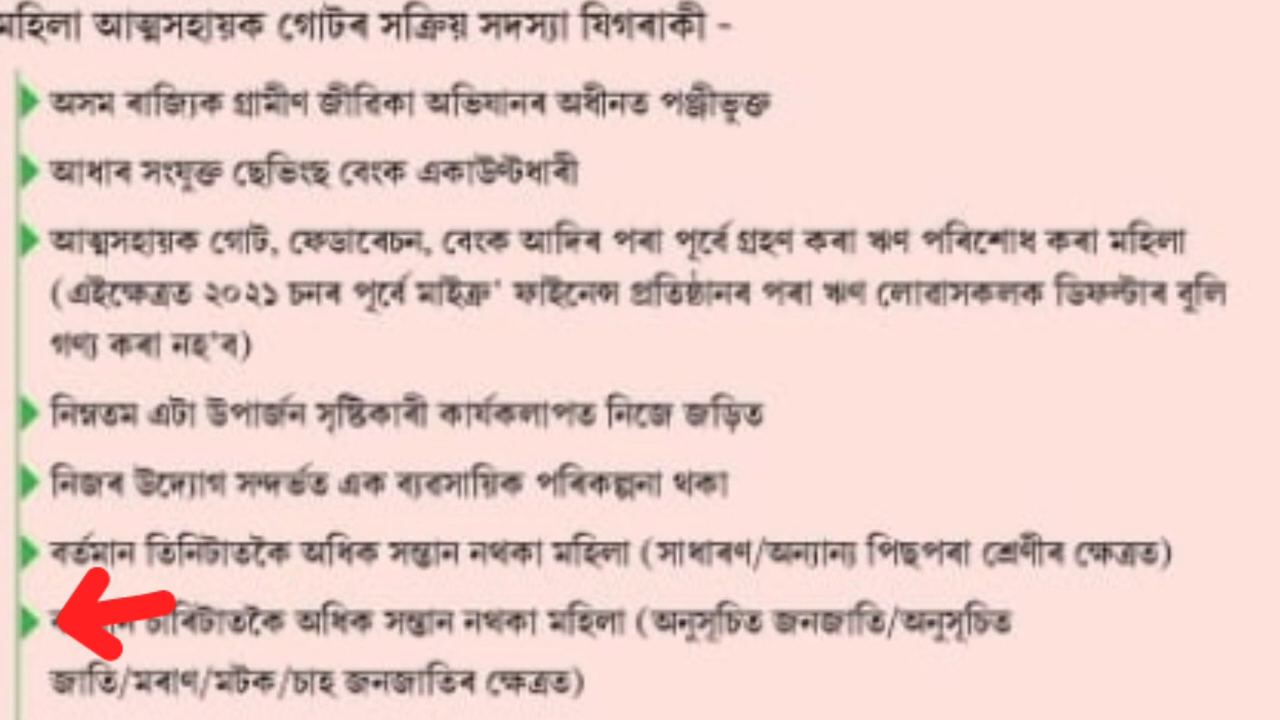 মহিলা আত্মসহায়ক গোটৰ সক্ৰিয় সদস্যা যিগৰাকী -
অসম ৰাজ্যিক গ্ৰামীণ জীৱিকা অভিযানৰ অধীনত পঞ্জীভুক্ত
আধাৰ সংযুক্ত ছেভিংছ বেংক একাউণ্টধাৰী
আত্মসহায়ক গোট, ফেডাৰেচন, বেংক আদিৰ পৰা পূৰ্বে গ্ৰহণ কৰা ঋণ পৰিশোধ কৰা মহিলা
(এইক্ষেত্ৰত ২০২১ চনৰ পূৰ্বে মাইক্ৰ' ফাইনেন্স প্ৰতিষ্ঠানৰ পৰা ঋণ লোৱাসকলক ডিফল্টাৰ বুলি
গণ্য কৰা নহ'ব)
নিম্নতম এটা উপাৰ্জন সৃষ্টিকাৰী কাৰ্যকলাপত নিজে জড়িত
নিজৰ উদ্যোগ সন্দৰ্ভত এক ব্যৱসায়িক পৰিকল্পনা থকা
বৰ্তমান তিনিটাতকৈ অধিক সন্তান নথকা মহিলা (সাধাৰণ/অন্যান্য পিছপৰা শ্ৰেণীৰ ক্ষেত্ৰত)
চাৰিটাতকৈ অধিক সন্তান নথকা মহিলা (অনুসূচিত জনজাতি/অনুসূচিত
জাতি/মৰাণ/মটক/চাহ জনজাতিৰ ক্ষেত্ৰত)